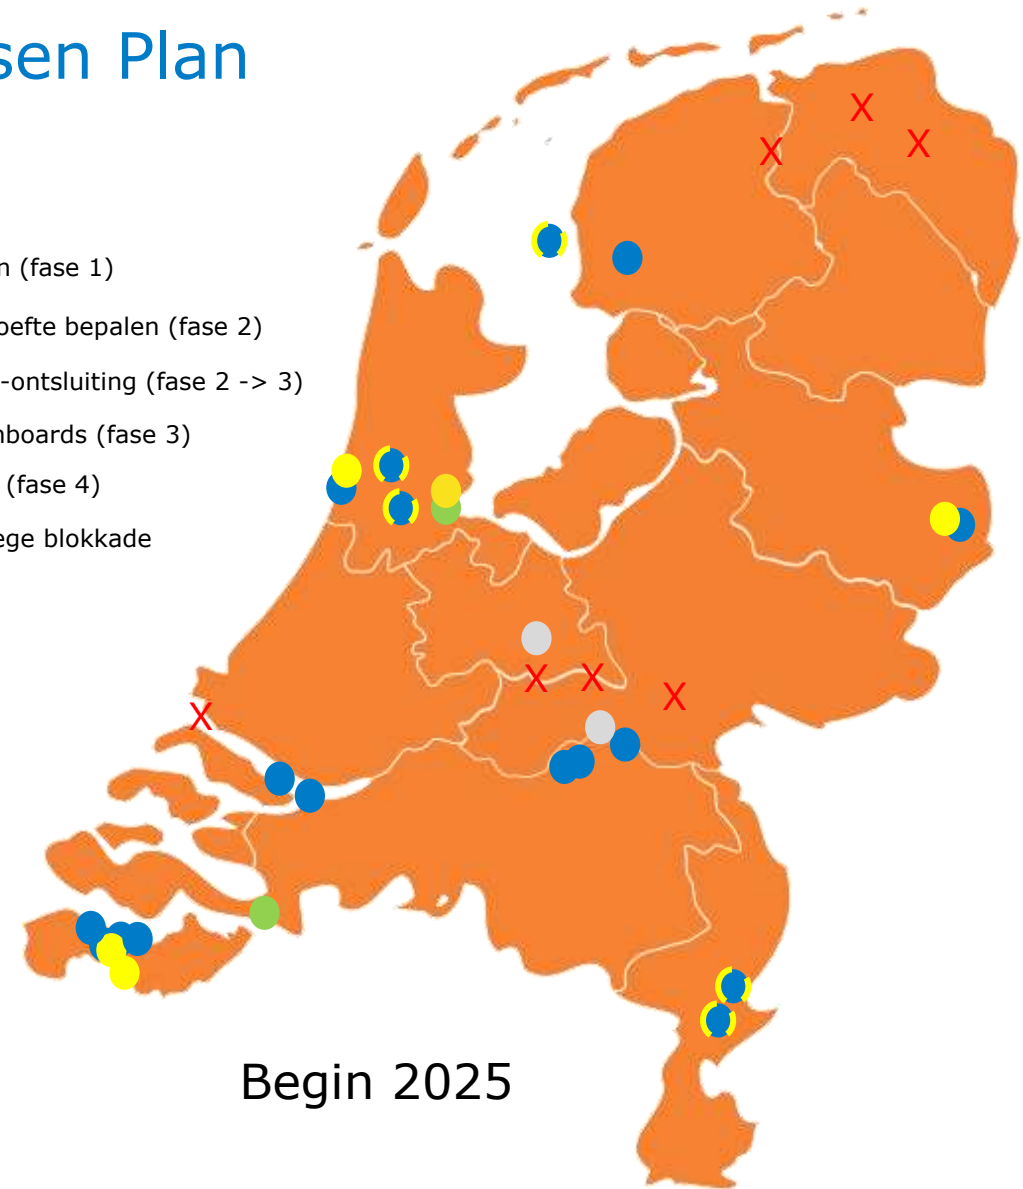 sen Plan
n (fase 1)
oefte bepalen (fase 2)
-ontsluiting (fase 2 -> 3)
nboards (fase 3)
(fase 4)
ege blokkade
X
X
X
X
X
X
X
Begin 2025